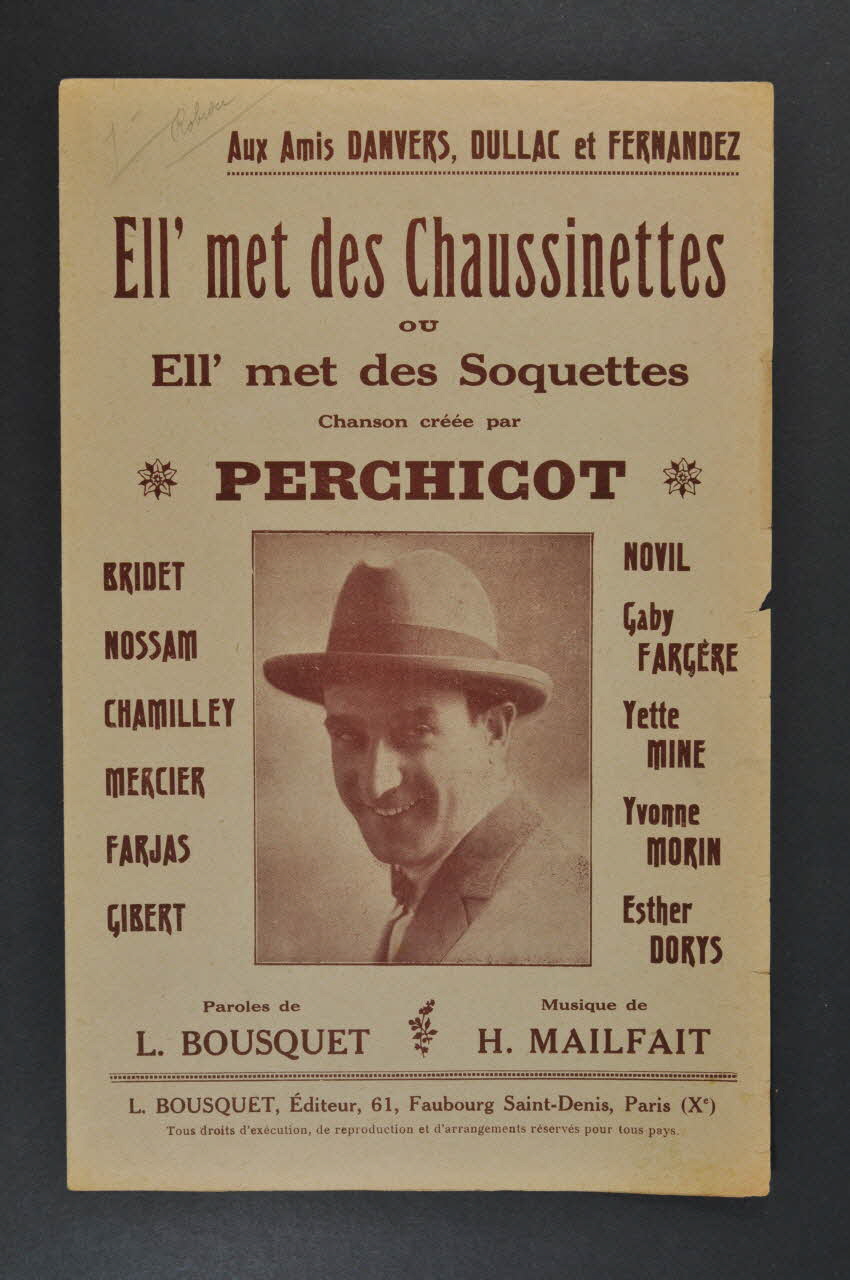 Aux Amis DANVERS, DULLAC et FERNANDEZ
Ell' met des Chaussinettes
OU
Ell' met des Soquettes
Chanson créée par
PERCHICOT
BRIDET
NOSSAM
CHAMILLEY
MERCIER
FARJAS
GIBERT
NOVIL
Gaby
FARGÈRE
Yette
MINE
Yvonne
MORIN
Esther
DORYS
Paroles de
L. BOUSQUET
Musique de
H. MAILFAIT
L. BOUSQUET, Éditeur, 61, Faubourg Saint-Denis, Paris (Xe)
Tous droits d'exécution, de reproduction et d'arrangements réservés pour tous pays.